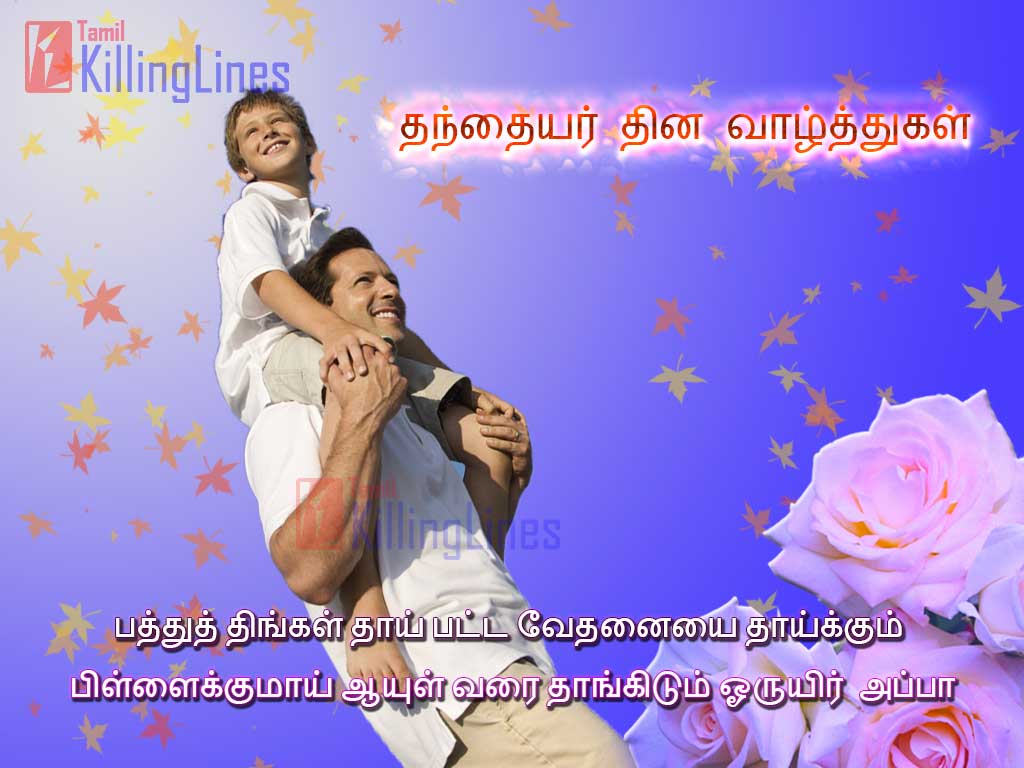 Tamil
KillingLines
தந்தையர் தின வாழ்த்துகள்
Tamil
KillingLines
பத்துத் திங்கள் தாய் பட்ட வேதனையை தாய்க்கும்
பிள்ளைக்குமாய் ஆயுள் வரை தாங்கிடும் ஓருயிர் அப்பா